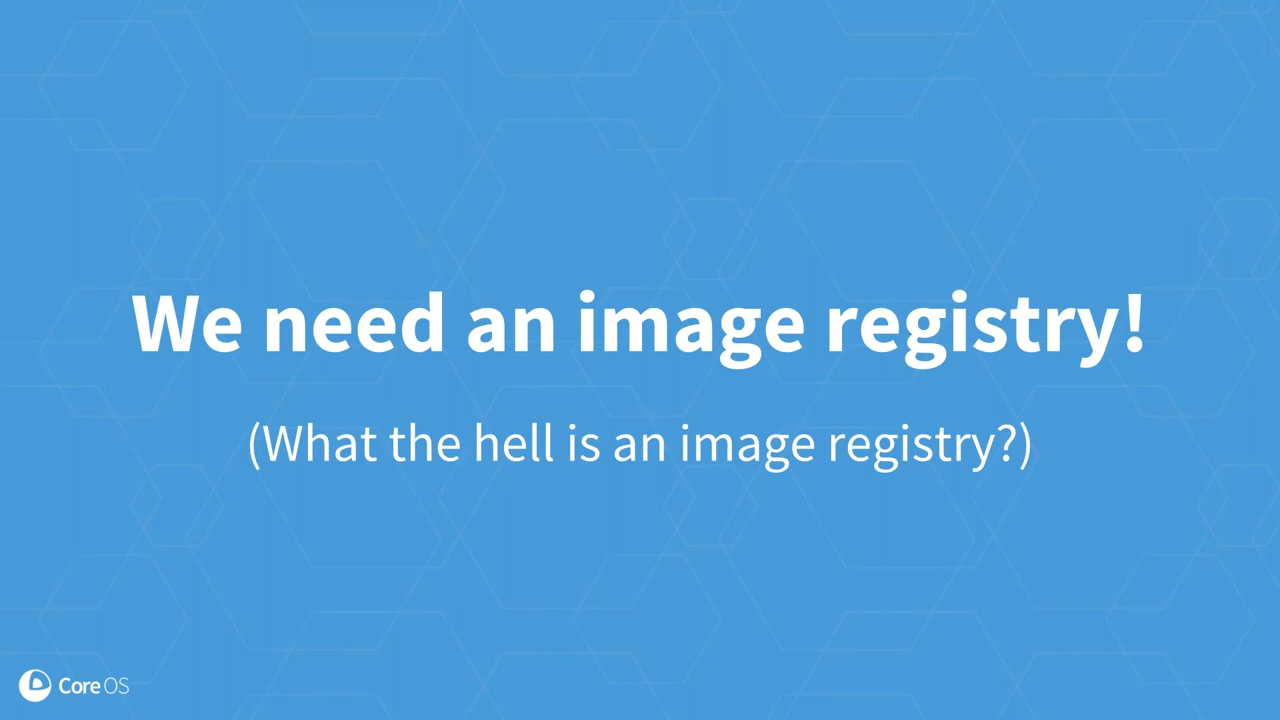 We need an image registry!
(What the hell is an image registry?)
CoreOS